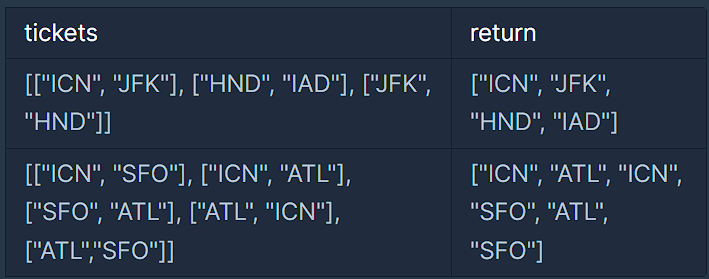 tickets return
[["ICN", "JFK"], ["HND", "IAD"], ["JFK", ["ICN", "JFK",
"HND"]] "HND", "IAD"]
[["ICN", "SFO"], ["ICN", "ATL"], ["ICN", "ATL", "ICN",
["SFO", "ATL"], ["ATL", "ICN"], "SFO", "ATL",
["ATL","SFO"]] "SFO"]